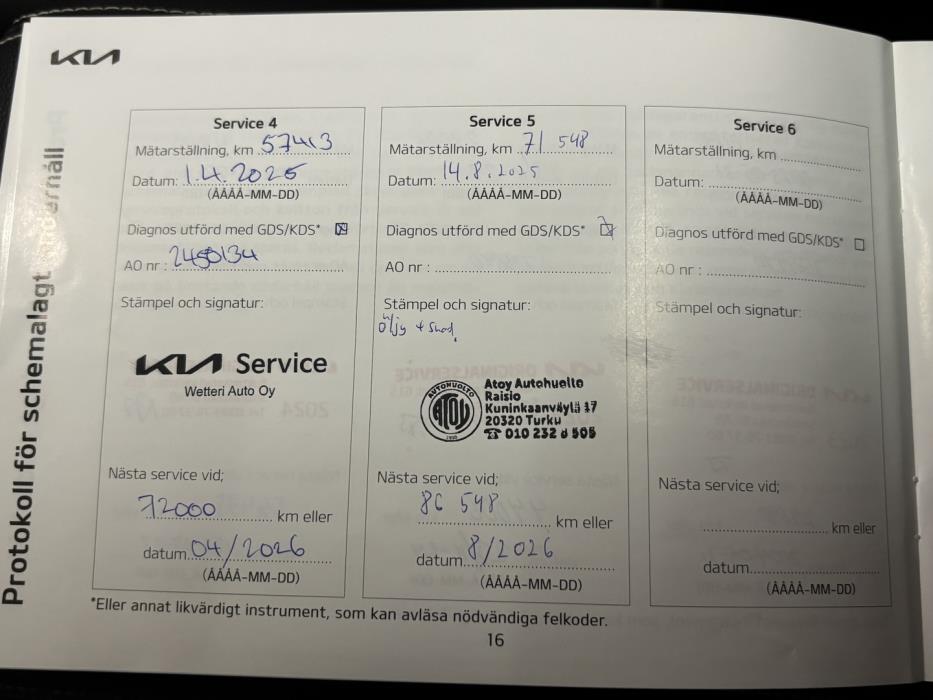 KIA
Protokoll för schemalagt underhåll
Service 4
Mätarställning, km 57413
Datum: 1.4.2025
(ÅÅÅÅ-MM-DD)
Diagnos utförd med GDS/KDS*
AO nr : 2450134
Stämpel och signatur:
KIA Service
Wetteri Auto Oy
Nästa service vid;
72000 km eller
datum 04/2026
(ÅÅÅÅ-MM-DD)
Service 5
Mätarställning, km 71 548
Datum: 14.8.2025
(ÅÅÅÅ-MM-DD)
Diagnos utförd med GDS/KDS*
AO nr :
Stämpel och signatur:
Öljy +
AUTOHUOLTO
ATOY
Atoy Autohuolto
Raisio
Kuninkaanväylä 17
20320 Turku
☎ 010 232 8 505
Nästa service vid;
86 548 km eller
datum 8/2026
(ÅÅÅÅ-MM-DD)
Service 6
Mätarställning, km
Datum:
(ÅÅÅÅ-MM-DD)
Diagnos utförd med GDS/KDS*
AO nr :
Stämpel och signatur:
Nästa service vid;
km eller
datum
(ÅÅÅÅ-MM-DD)
*Eller annat likvärdigt instrument, som kan avläsa nödvändiga felkoder.
16